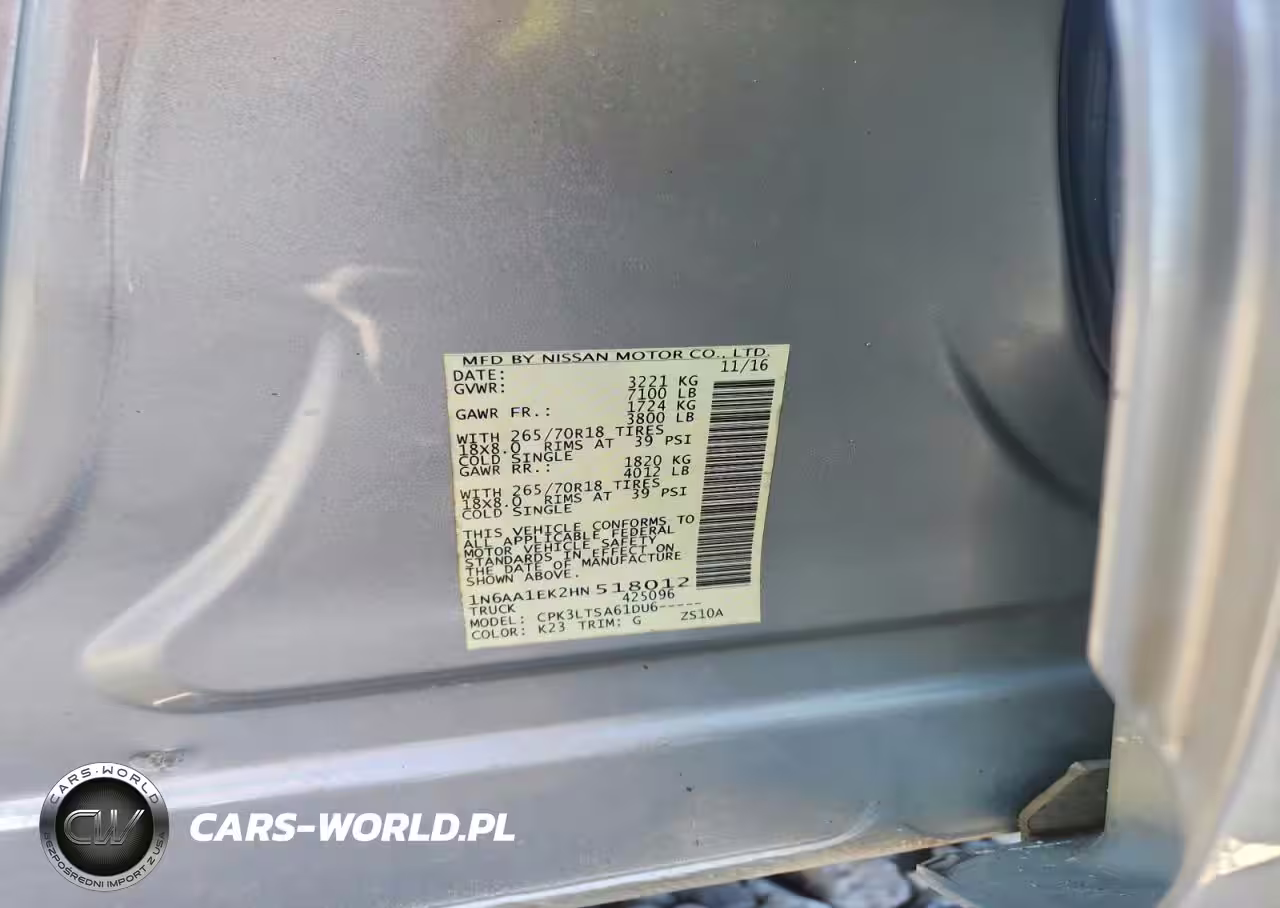 MFD BY NISSAN MOTOR CO., LTD.
DATE: 11/16
GVWR: 3221 KG
7100 LB
GAWR FR.: 1724 KG
3800 LB
WITH 265/70R18 TIRES
18X8.0 RIMS AT 39 PSI
COLD SINGLE
GAWR RR.: 1820 KG
4012 LB
WITH 265/70R18 TIRES
18X8.0 RIMS AT 39 PSI
COLD SINGLE
THIS VEHICLE CONFORMS TO
ALL APPLICABLE FEDERAL
MOTOR VEHICLE SAFETY
STANDARDS IN EFFECT ON
THE DATE OF MANUFACTURE
SHOWN ABOVE.
1N6AA1EK2HN518012
TRUCK 425096
MODEL: CPK3LTSA61DU6-----
COLOR: K23 TRIM: G ZS10A
CARS-WORLD
CW
BEZPOŚREDNI IMPORT Z USA
CARS-WORLD.PL